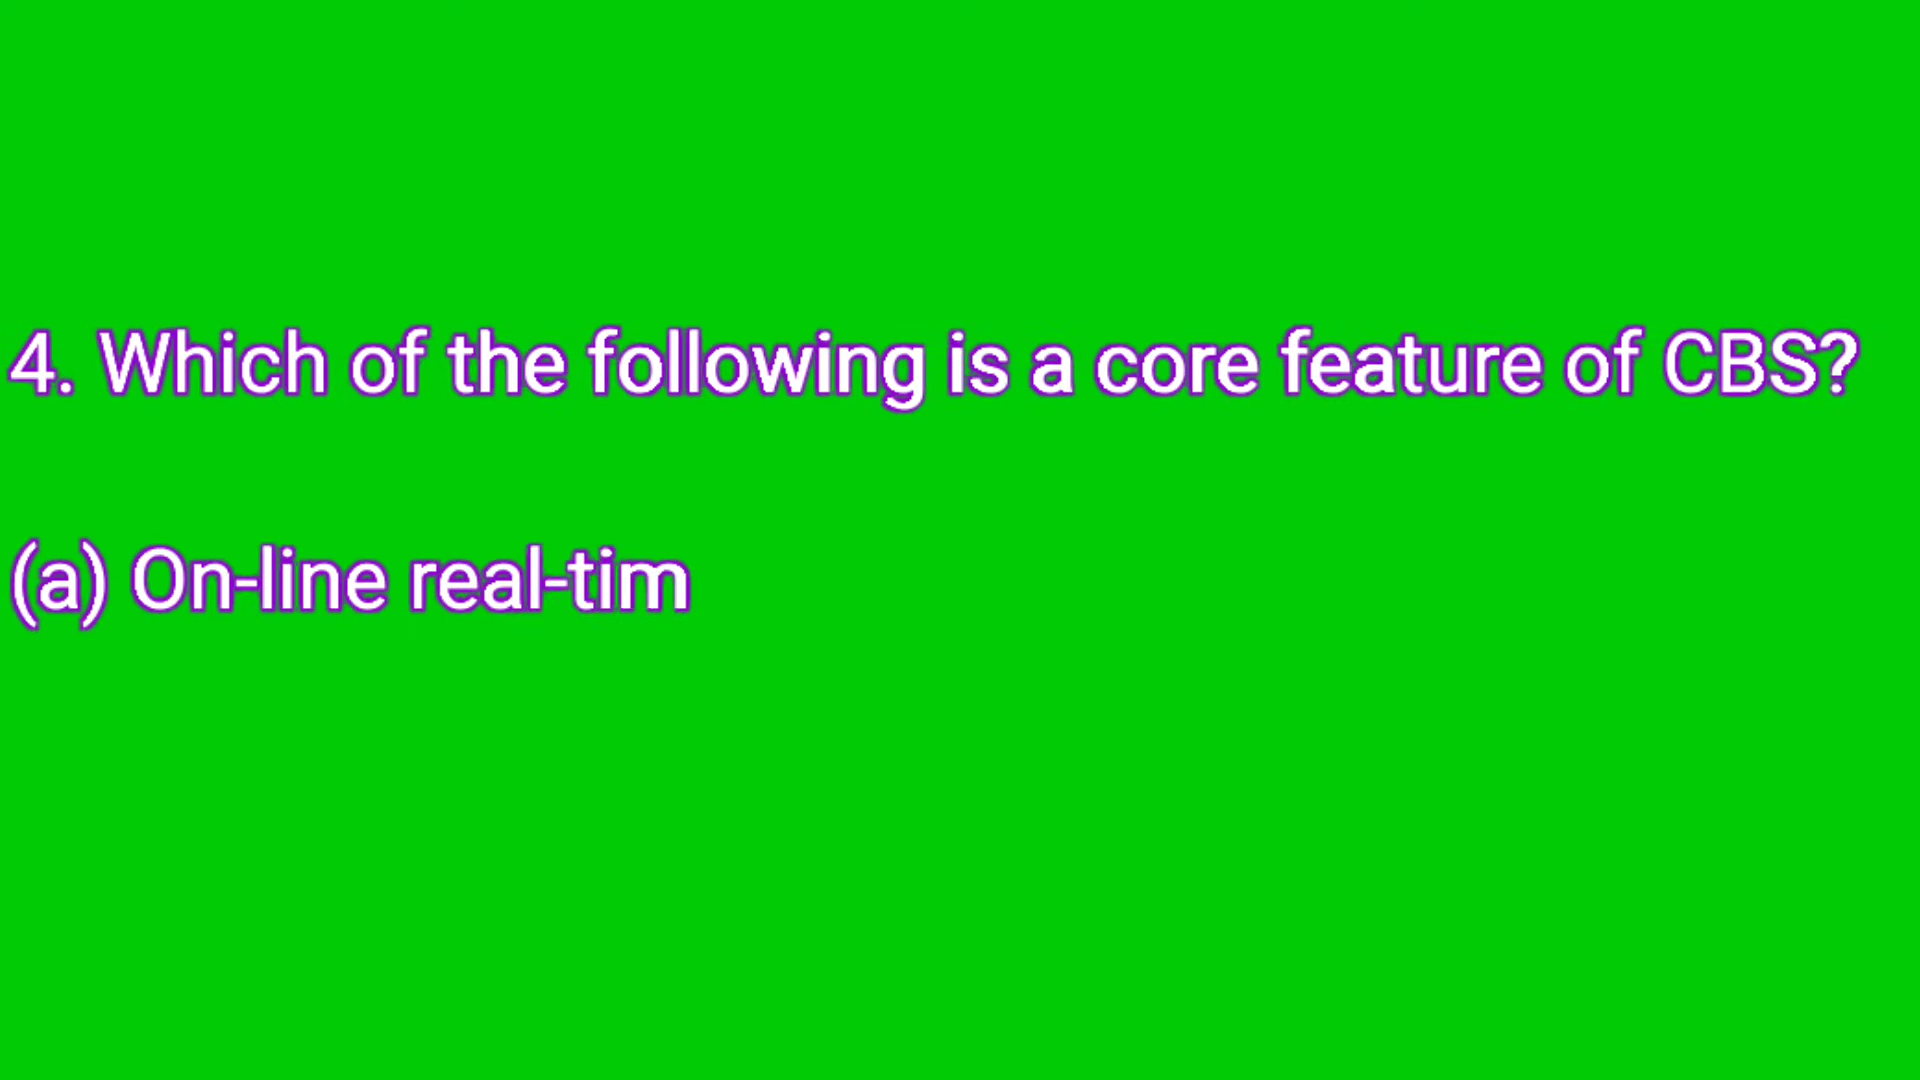 4. Which of the following is a core feature of CBS?
(a) On-line real-tim